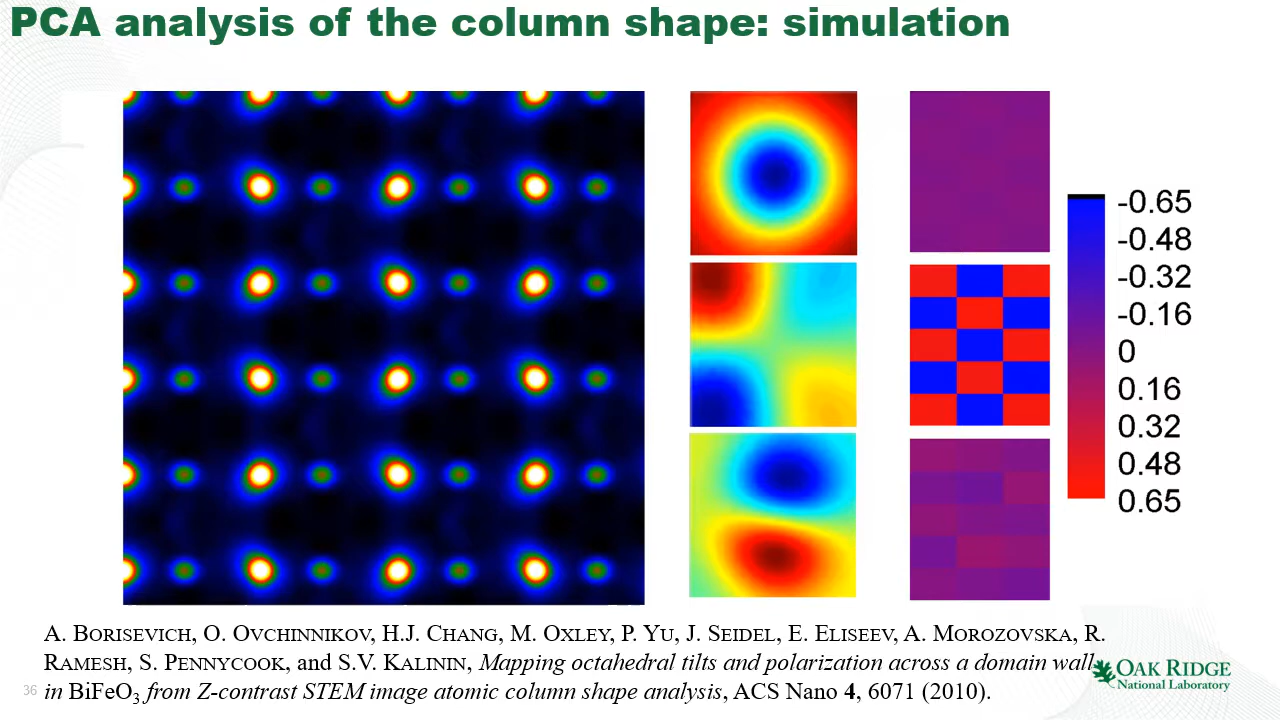 PCA analysis of the column shape: simulation
-0.65
-0.48
-0.32
-0.16
0
0.16
0.32
0.48
0.65
A. BORISEVICH, O. OVCHINNIKOV, H.J. CHANG, M. OXLEY, P. YU, J. SEIDEL, E. ELISEEV, A. MOROZOVSKA, R.
RAMESH, S. PENNYCOOK, and S.V. KALININ, Mapping octahedral tilts and polarization across a domain wall
in BiFeO₃ from Z-contrast STEM image atomic column shape analysis, ACS Nano 4, 6071 (2010).
36
OAK RIDGE
National Laboratory